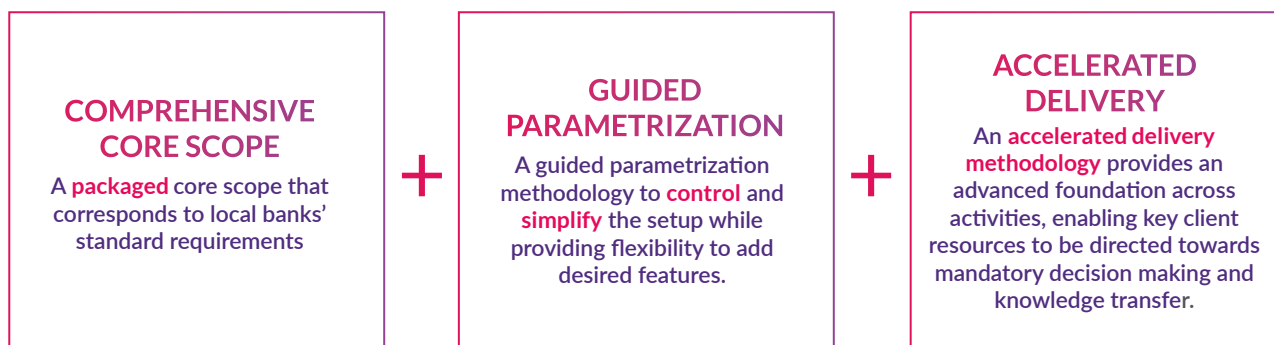 COMPREHENSIVE
CORE SCOPE
A packaged core scope that
corresponds to local banks’
standard requirements
+
GUIDED
PARAMETRIZATION
A guided parametrization
methodology to control and
simplify the setup while
providing flexibility to add
desired features.
+
ACCELERATED
DELIVERY
An accelerated delivery
methodology provides an
advanced foundation across
activities, enabling key client
resources to be directed towards
mandatory decision making and
knowledge transfer.